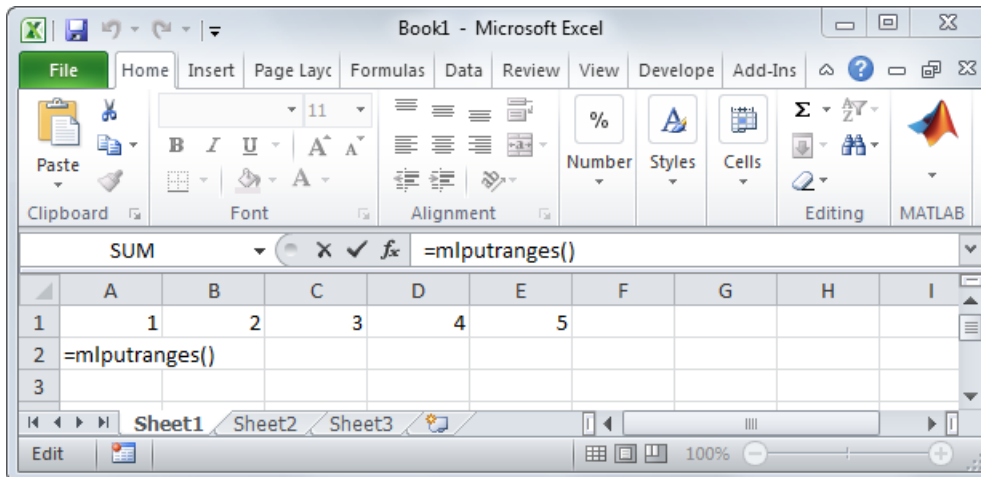 Book1 - Microsoft Excel
File Home Insert Page Layc Formulas Data Review View Develope Add-Ins
11
Paste B I U A A % Number Styles A Cells Σ A Z
Clipboard Font Alignment Editing MATLAB
SUM fx =mlputranges()
A B C D E F G H I
1 1 2 3 4 5
2 =mlputranges()
3
Sheet1 Sheet2 Sheet3
Edit 100%